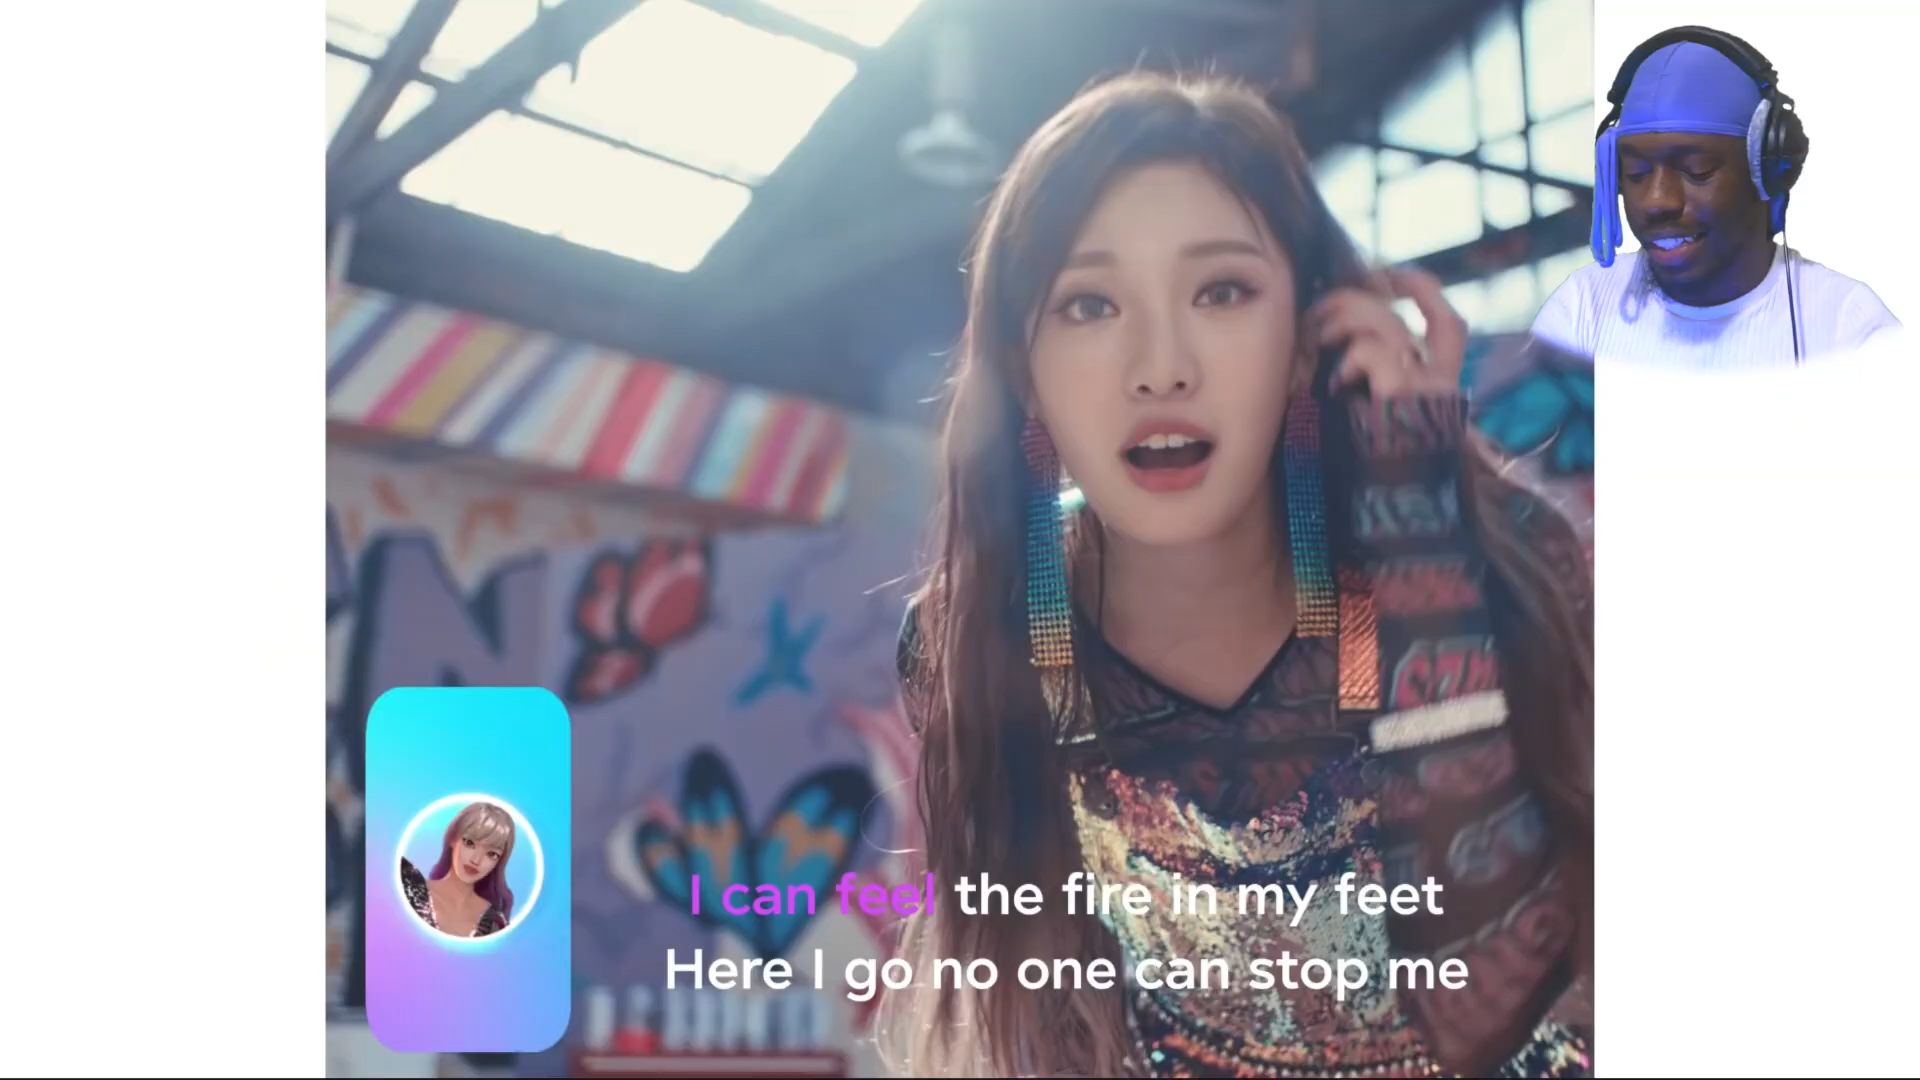 I can feel the fire in my feet
Here I go no one can stop me